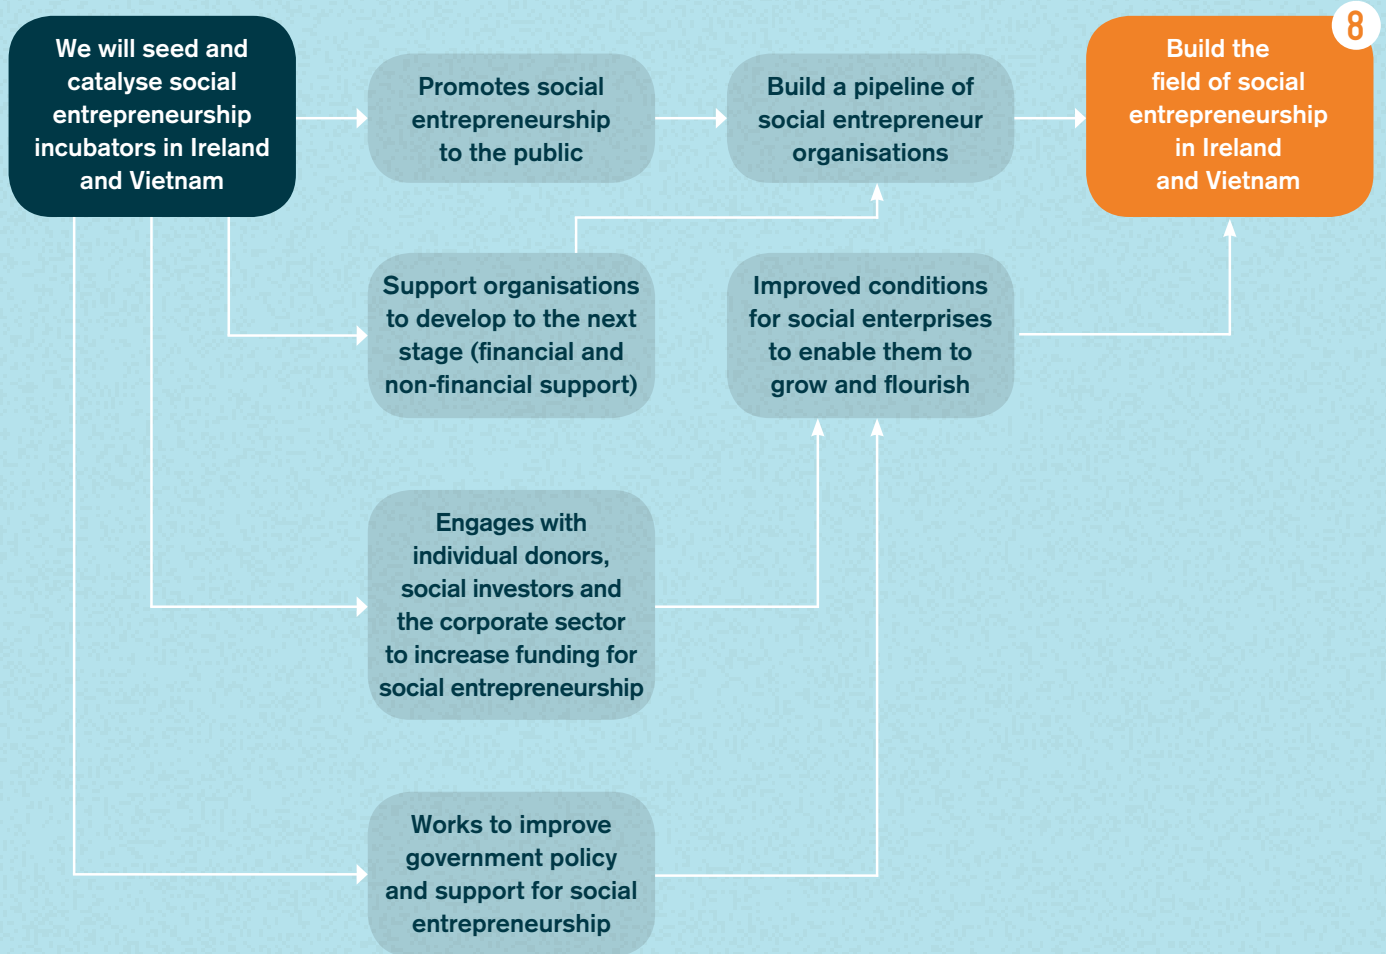 We will seed and
catalyse social
entrepreneurship
incubators in Ireland
and Vietnam
Promotes social
entrepreneurship
to the public
Build a pipeline of
social entrepreneur
organisations
8
Build the
field of social
entrepreneurship
in Ireland
and Vietnam
Support organisations
to develop to the next
stage (financial and
non-financial support)
Improved conditions
for social enterprises
to enable them to
grow and flourish
Engages with
individual donors,
social investors and
the corporate sector
to increase funding for
social entrepreneurship
Works to improve
government policy
and support for social
entrepreneurship